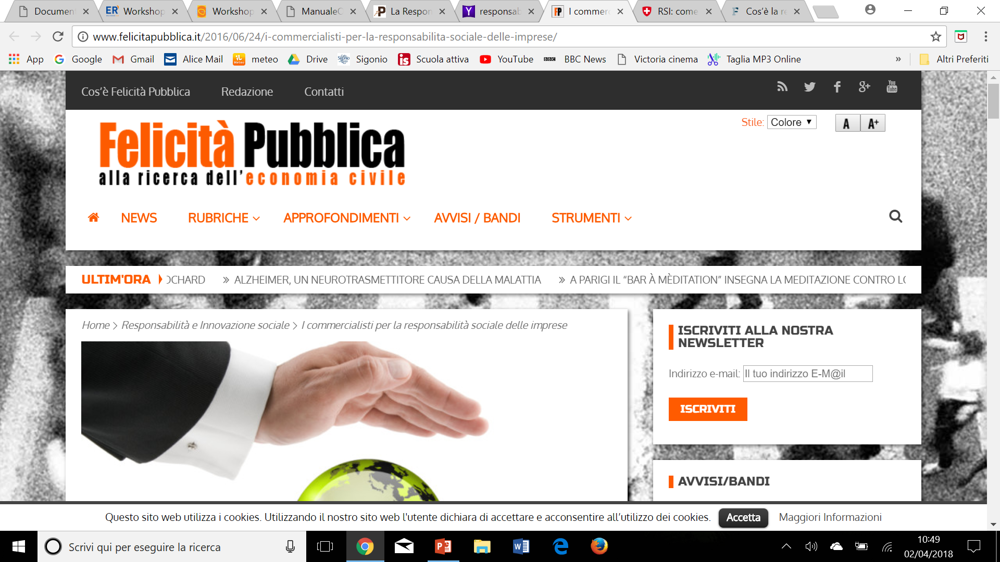 Document
Workshop
Workshop
ManualeC
La Respon
responsab
I commerc
RSI: come
Cos'è la re
www.felicitapubblica.it/2016/06/24/i-commercialisti-per-la-responsabilita-sociale-delle-imprese/
App
Google
Gmail
Alice Mail
meteo
Drive
Sigonio
Scuola attiva
YouTube
BBC News
Victoria cinema
Taglia MP3 Online
»
Altri Preferiti
Cos'è Felicità Pubblica
Redazione
Contatti
Stile: Colore
A A+
Felicità Pubblica
alla ricerca dell'economia civile
NEWS
RUBRICHE
APPROFONDIMENTI
AVVISI / BANDI
STRUMENTI
ULTIM'ORA
OCHARD » ALZHEIMER, UN NEUROTRASMETTITORE CAUSA DELLA MALATTIA » A PARIGI IL “BAR À MÈDITATION” INSEGNA LA MEDITAZIONE CONTRO LO
Home > Responsabilità e Innovazione sociale > I commercialisti per la responsabilità sociale delle imprese
ISCRIVITI ALLA NOSTRA
NEWSLETTER
Indirizzo e-mail: Il tuo indirizzo E-M@il
ISCRIVITI
AVVISI/BANDI
Questo sito web utilizza i cookies. Utilizzando il nostro sito web l'utente dichiara di accettare e acconsentire all’utilizzo dei cookies.
Accetta
Maggiori Informazioni
Scrivi qui per eseguire la ricerca
10:49
02/04/2018